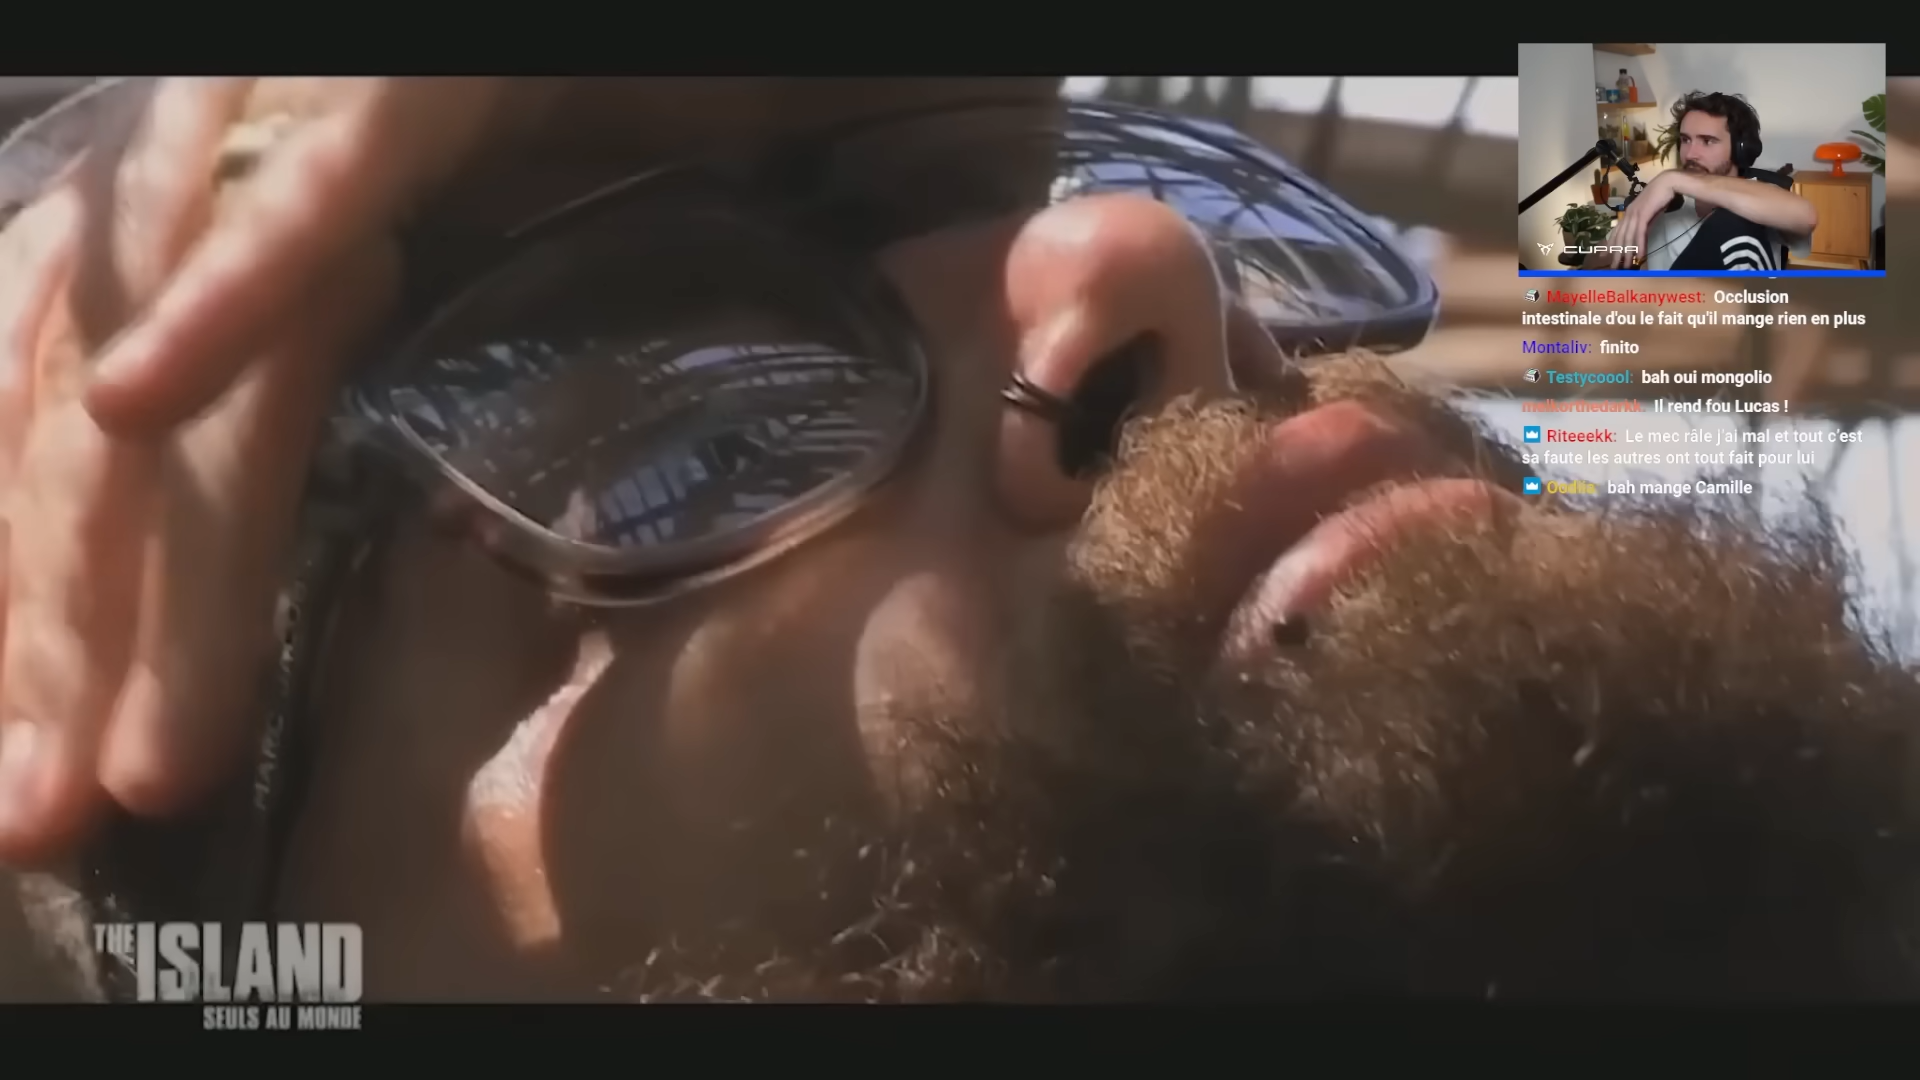 CUPRA
MayelleBalkanywest: Occlusion
intestinale d'ou le fait qu'il mange rien en plus
Montaliv: finito
Testycoool: bah oui mongolio
Il rend fou Lucas !
Riteeekk: Le mec râle j'ai mal et tout c'est
sa faute les autres ont tout fait pour lui
bah mange Camille
MARC
THE ISLAND
SEULS AU MONDE